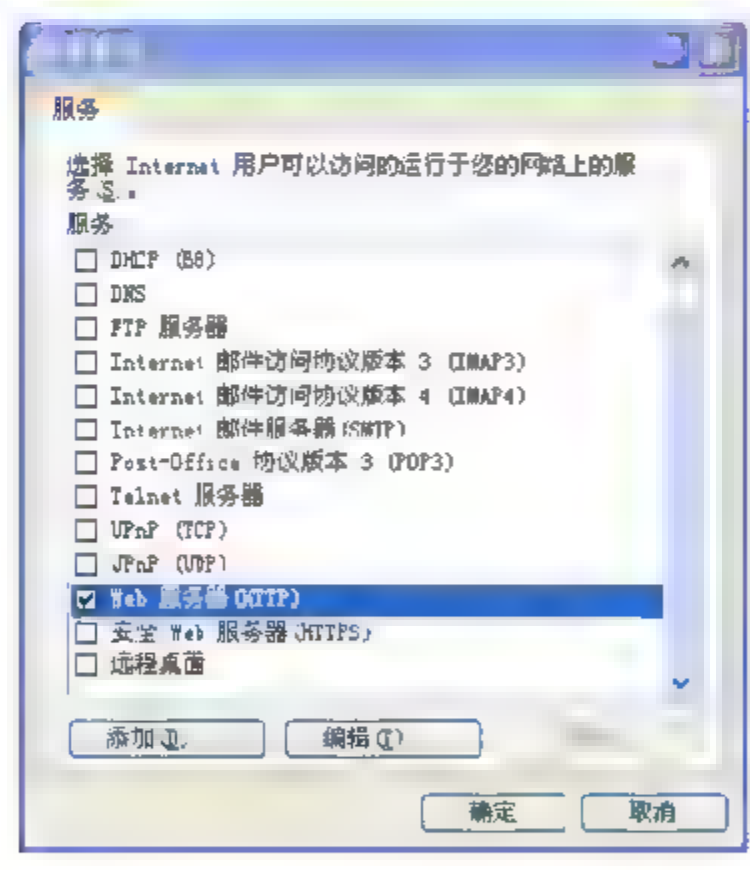 服务
选择 Internet 用户可以访问的运行于您的网络上的服
务(S)。
服务
DHCP (68)
DNS
FTP 服务器
Internet 邮件访问协议版本 3 (IMAP3)
Internet 邮件访问协议版本 4 (IMAP4)
Internet 邮件服务器(SMTP)
Post-Office 协议版本 3 (POP3)
Telnet 服务器
UPnP (TCP)
UPnP (UDP)
Web 服务器(HTTP)
安全 Web 服务器(HTTPS)
远程桌面
添加
编辑
确定
取消